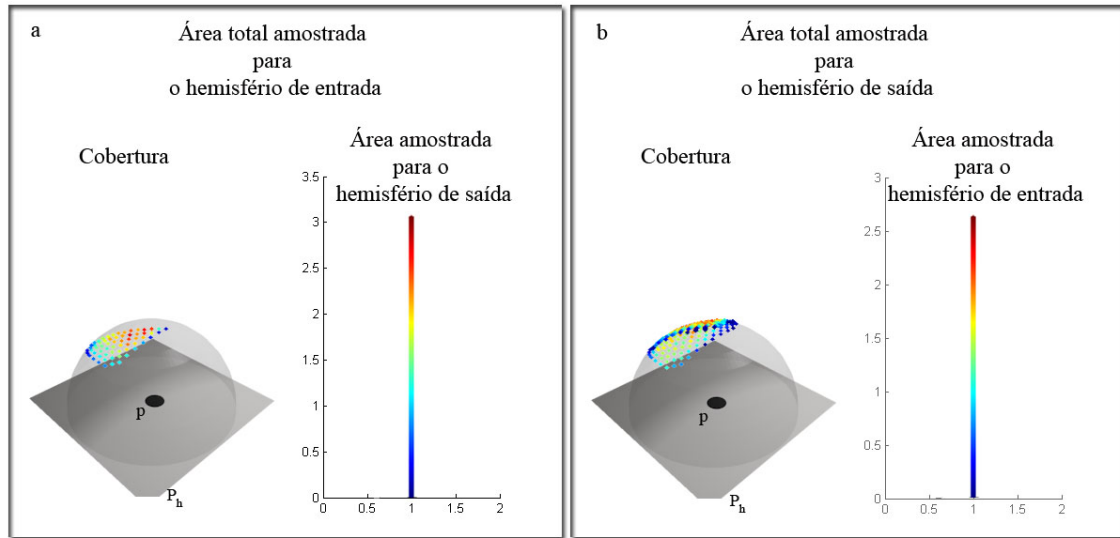 a
Área total amostrada
para
o hemisfério de entrada
Cobertura
Área amostrada
para o
hemisfério de saída
3.5
3
2.5
2
1.5
1
0.5
0
0
0.5
1
1.5
2
p
P_h
b
Área total amostrada
para
o hemisfério de saída
Cobertura
Área amostrada
para o
hemisfério de entrada
3
2.5
2
1.5
1
0.5
0
0
0.5
1
1.5
2
p
P_h